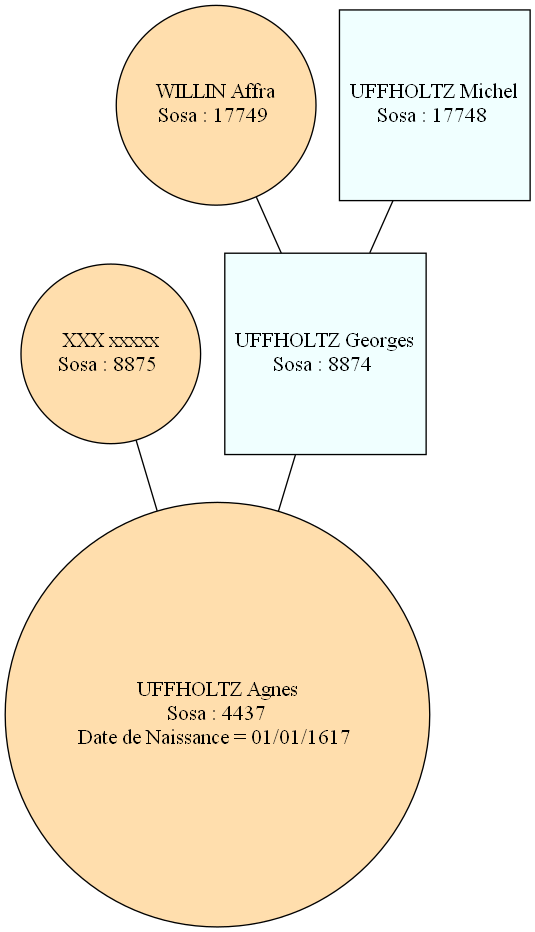 WILLIN Affra
Sosa : 17749
UFFHOLTZ Michel
Sosa : 17748
XXX xxxxx
Sosa : 8875
UFFHOLTZ Georges
Sosa : 8874
UFFHOLTZ Agnes
Sosa : 4437
Date de Naissance = 01/01/1617